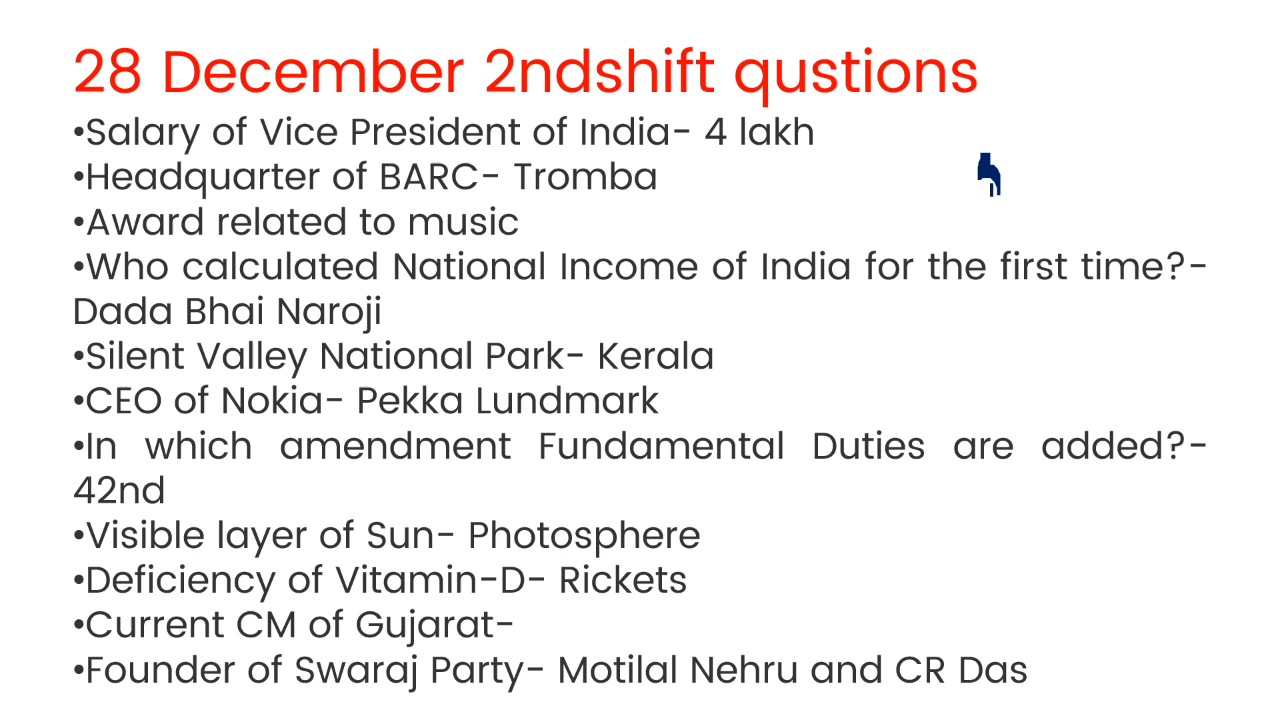 28 December 2ndshift qustions
•Salary of Vice President of India- 4 lakh
•Headquarter of BARC- Tromba
•Award related to music
•Who calculated National Income of India for the first time?-
Dada Bhai Naroji
•Silent Valley National Park- Kerala
•CEO of Nokia- Pekka Lundmark
•In which amendment Fundamental Duties are added?-
42nd
•Visible layer of Sun- Photosphere
•Deficiency of Vitamin-D- Rickets
•Current CM of Gujarat-
•Founder of Swaraj Party- Motilal Nehru and CR Das